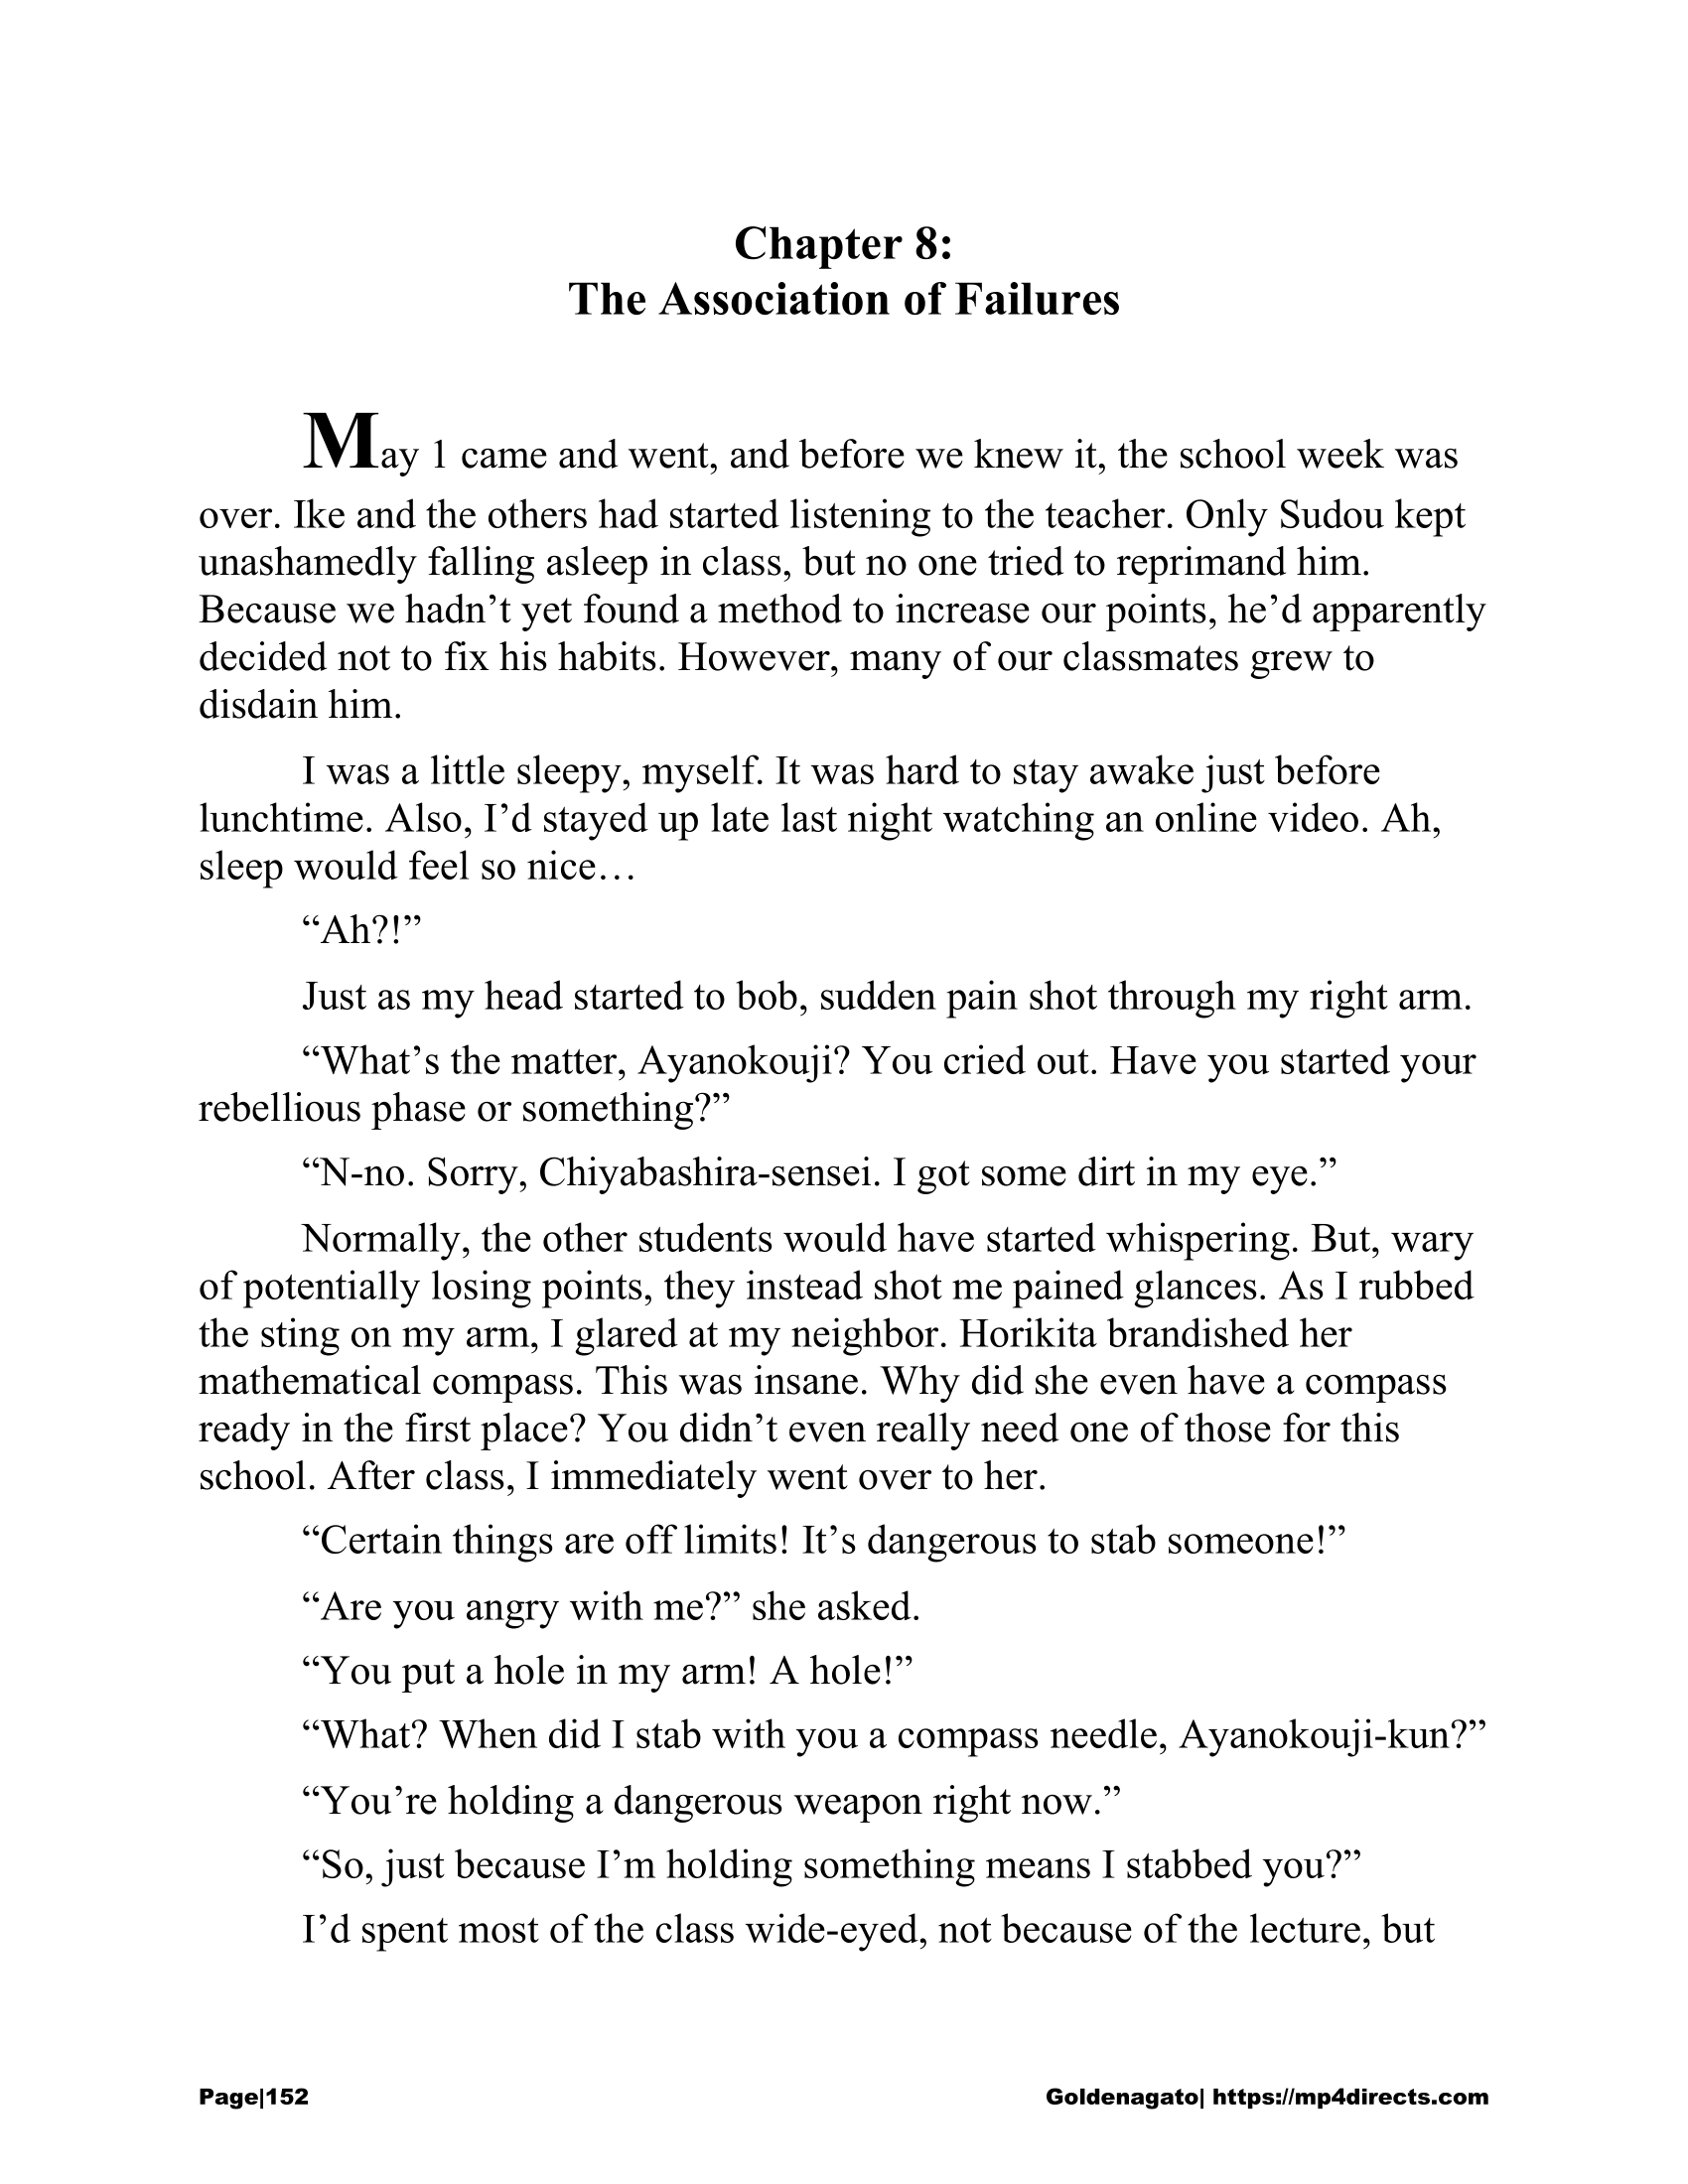 Chapter 8:
The Association of Failures
May 1 came and went, and before we knew it, the school week was
over. Ike and the others had started listening to the teacher. Only Sudou kept
unashamedly falling asleep in class, but no one tried to reprimand him.
Because we hadn’t yet found a method to increase our points, he’d apparently
decided not to fix his habits. However, many of our classmates grew to
disdain him.
I was a little sleepy, myself. It was hard to stay awake just before
lunchtime. Also, I’d stayed up late last night watching an online video. Ah,
sleep would feel so nice…
“Ah?!”
Just as my head started to bob, sudden pain shot through my right arm.
“What’s the matter, Ayanokouji? You cried out. Have you started your
rebellious phase or something?”
“N-no. Sorry, Chiyabashira-sensei. I got some dirt in my eye.”
Normally, the other students would have started whispering. But, wary
of potentially losing points, they instead shot me pained glances. As I rubbed
the sting on my arm, I glared at my neighbor. Horikita brandished her
mathematical compass. This was insane. Why did she even have a compass
ready in the first place? You didn’t even really need one of those for this
school. After class, I immediately went over to her.
“Certain things are off limits! It’s dangerous to stab someone!”
“Are you angry with me?” she asked.
“You put a hole in my arm! A hole!”
“What? When did I stab with you a compass needle, Ayanokouji-kun?”
“You’re holding a dangerous weapon right now.”
“So, just because I’m holding something means I stabbed you?”
I’d spent most of the class wide-eyed, not because of the lecture, but
Page|152 Goldenagato| https://mp4directs.com